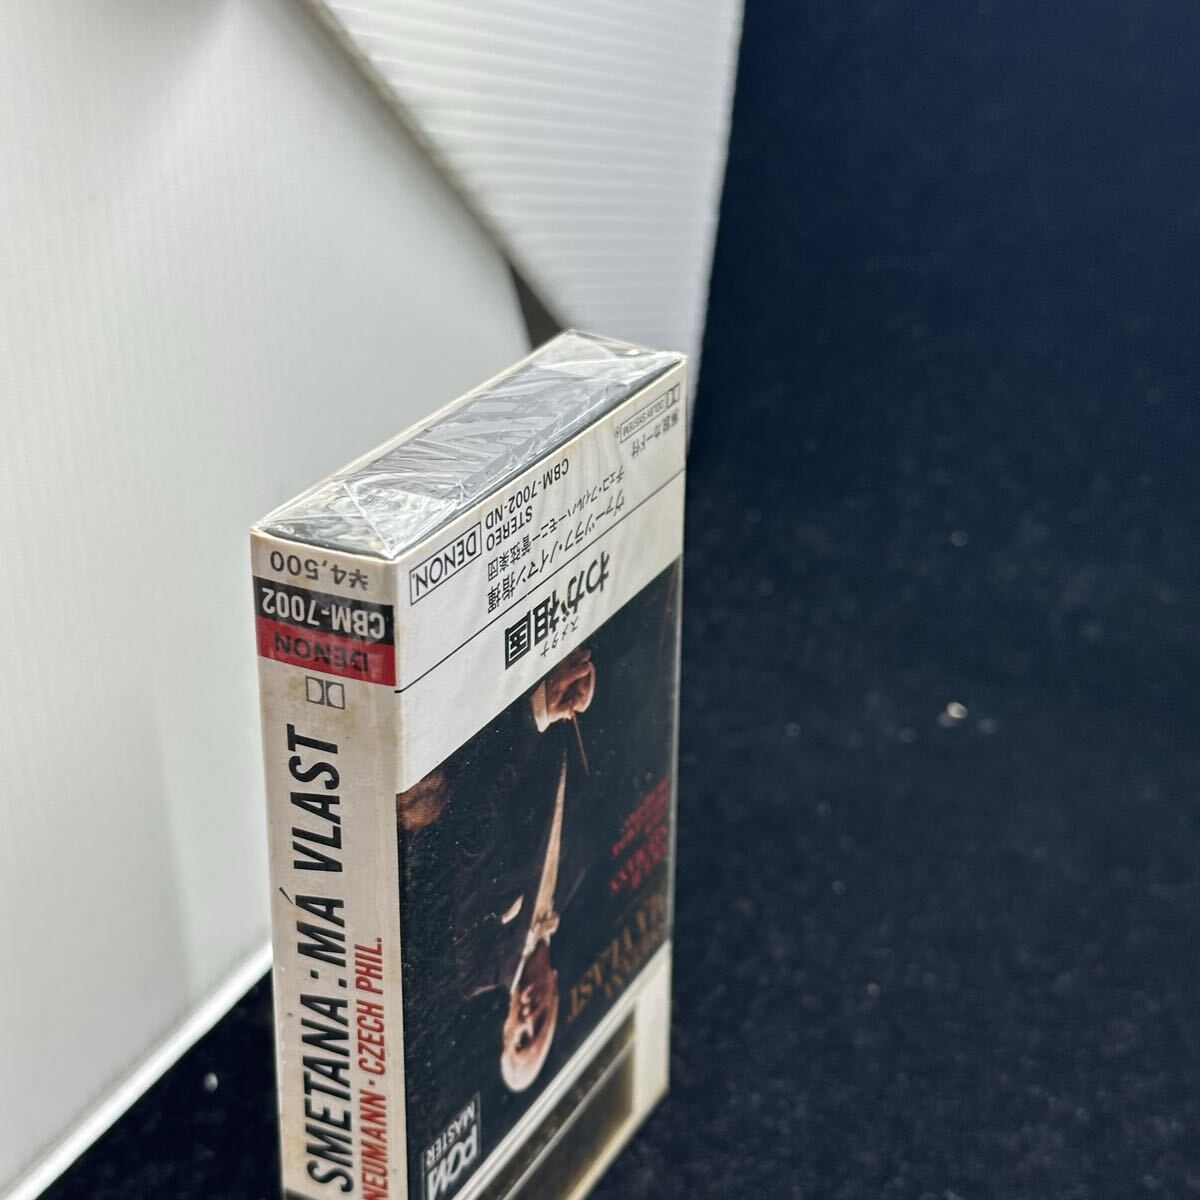 ¥4,500
CBM-7002
DENON
SMETANA: MÁ VLAST
NEUMANN・CZECH PHIL.
DENON
STEREO
CBM-7002-ND
DOLBY SYSTEM
解説カード付
ヴァーツラフ・ノイマン指揮
チェコ・フィルハーモニー管弦楽団
スメタナ
わが祖国
SMETANA
MÁ VLAST
PCM
MASTER